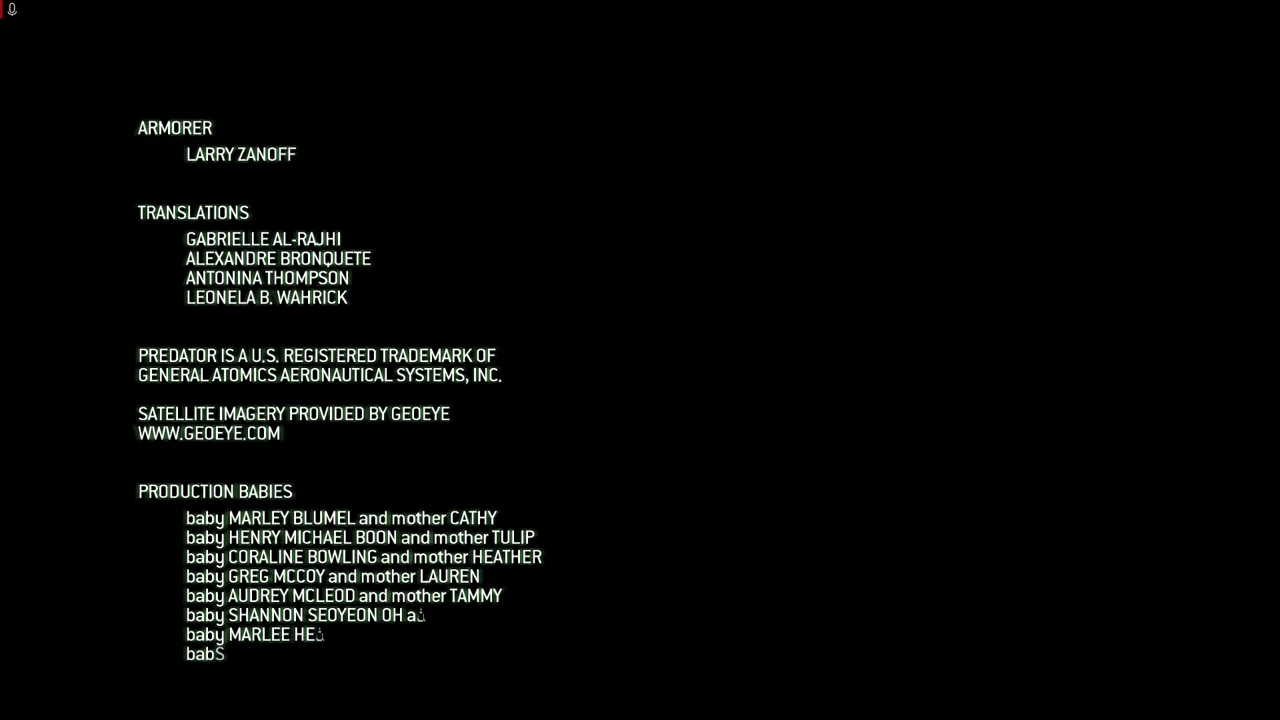 ARMORER
LARRY ZANOFF
TRANSLATIONS
GABRIELLE AL-RAJHI
ALEXANDRE BRONQUETE
ANTONINA THOMPSON
LEONELA B. WAHRICK
PREDATOR IS A U.S. REGISTERED TRADEMARK OF
GENERAL ATOMICS AERONAUTICAL SYSTEMS, INC.
SATELLITE IMAGERY PROVIDED BY GEOEYE
WWW.GEOEYE.COM
PRODUCTION BABIES
baby MARLEY BLUMEL and mother CATHY
baby HENRY MICHAEL BOON and mother TULIP
baby CORALINE BOWLING and mother HEATHER
baby GREG MCCOY and mother LAUREN
baby AUDREY MCLEOD and mother TAMMY
baby SHANNON SEOYEON OH a
baby MARLEE HE
babS